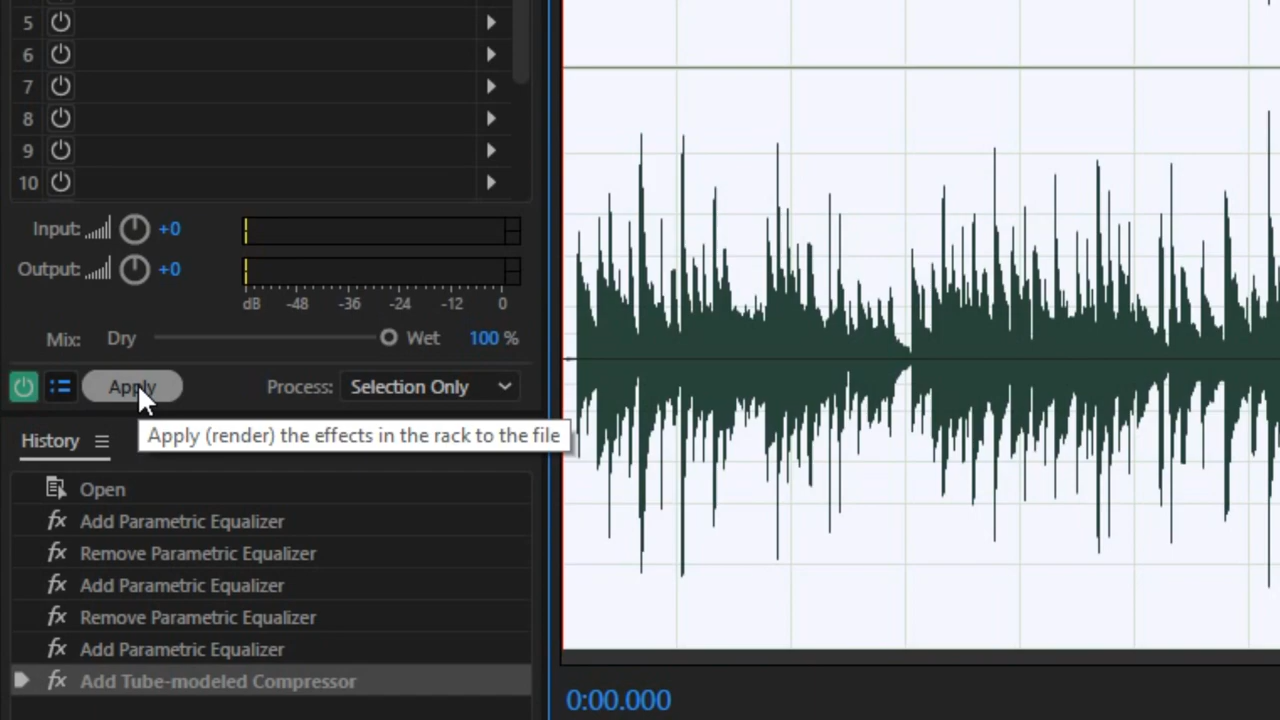 5
6
7
8
9
10
Input: +0
Output: +0
dB -48 -36 -24 -12 0
Mix: Dry Wet 100 %
Apply Process: Selection Only
Apply (render) the effects in the rack to the file
History
Open
fx Add Parametric Equalizer
fx Remove Parametric Equalizer
fx Add Parametric Equalizer
fx Remove Parametric Equalizer
fx Add Parametric Equalizer
fx Add Tube-modeled Compressor
0:00.000